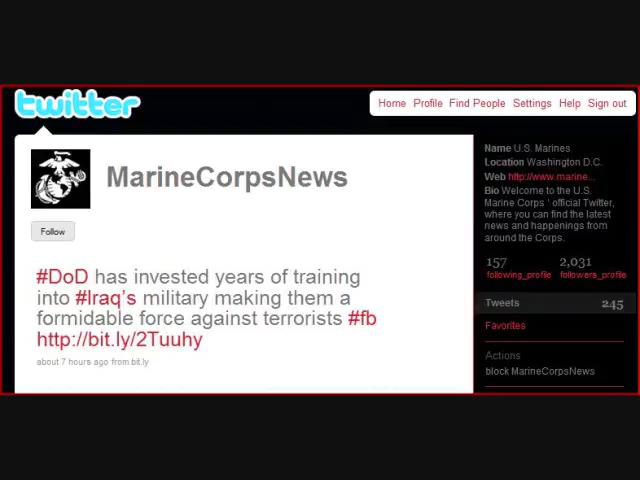 twitter
Home Profile Find People Settings Help Sign out
MarineCorpsNews
Follow
#DoD has invested years of training
into #Iraq's military making them a
formidable force against terrorists #fb
http://bit.ly/2Tuuhy
about 7 hours ago from bit.ly
Name U.S. Marines
Location Washington D.C.
Web http://www.marine...
Bio Welcome to the U.S.
Marine Corps ' official Twitter,
where you can find the latest
news and happenings from
around the Corps.
157 2,031
following_profile followers_profile
Tweets 245
Favorites
Actions
block MarineCorpsNews